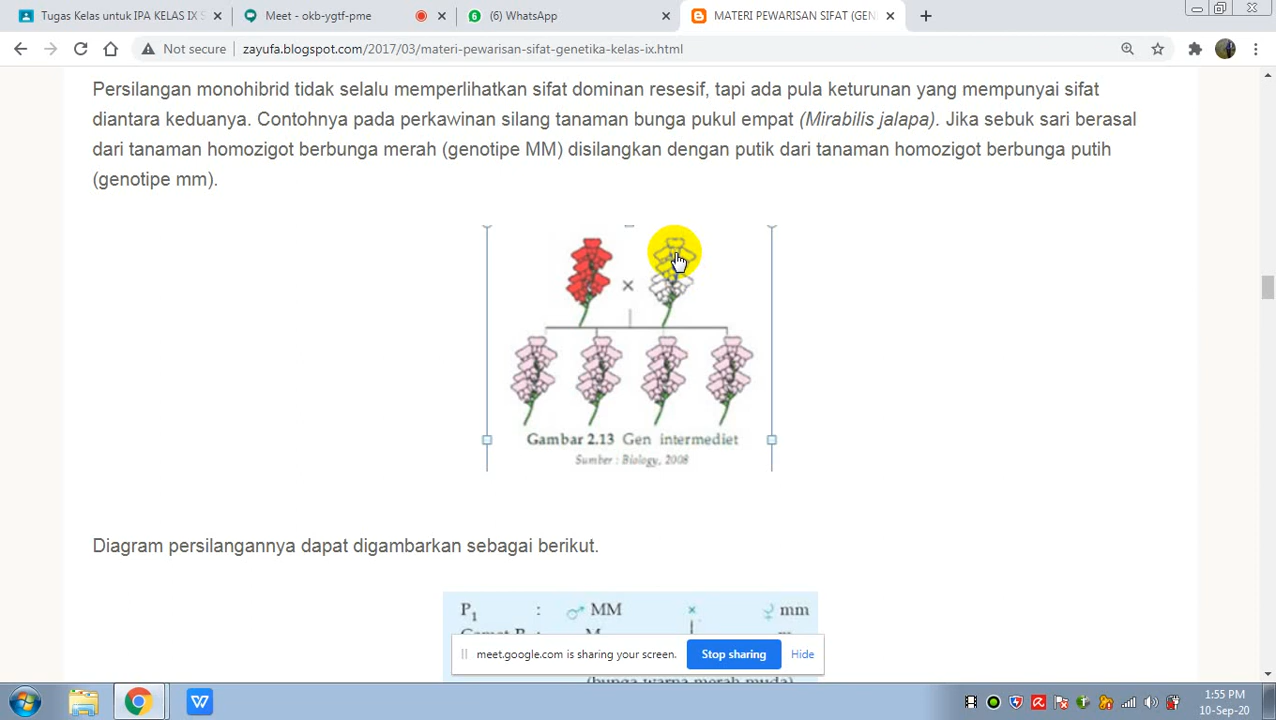 Tugas Kelas untuk IPA KELAS IX S
Meet - okb-ygtf-pme
(6) WhatsApp
MATERI PEWARISAN SIFAT (GEN
Not secure
zayufa.blogspot.com/2017/03/materi-pewarisan-sifat-genetika-kelas-ix.html
Persilangan monohibrid tidak selalu memperlihatkan sifat dominan resesif, tapi ada pula keturunan yang mempunyai sifat
diantara keduanya. Contohnya pada perkawinan silang tanaman bunga pukul empat (Mirabilis jalapa). Jika sebuk sari berasal
dari tanaman homozigot berbunga merah (genotipe MM) disilangkan dengan putik dari tanaman homozigot berbunga putih
(genotipe mm).
×
Gambar 2.13 Gen intermediet
Sumber : Biology, 2008
Diagram persilangannya dapat digambarkan sebagai berikut.
P1 : ♂ MM × ♀ mm
meet.google.com is sharing your screen. Stop sharing Hide
(bunga warna merah muda)
W
1:55 PM
10-Sep-20